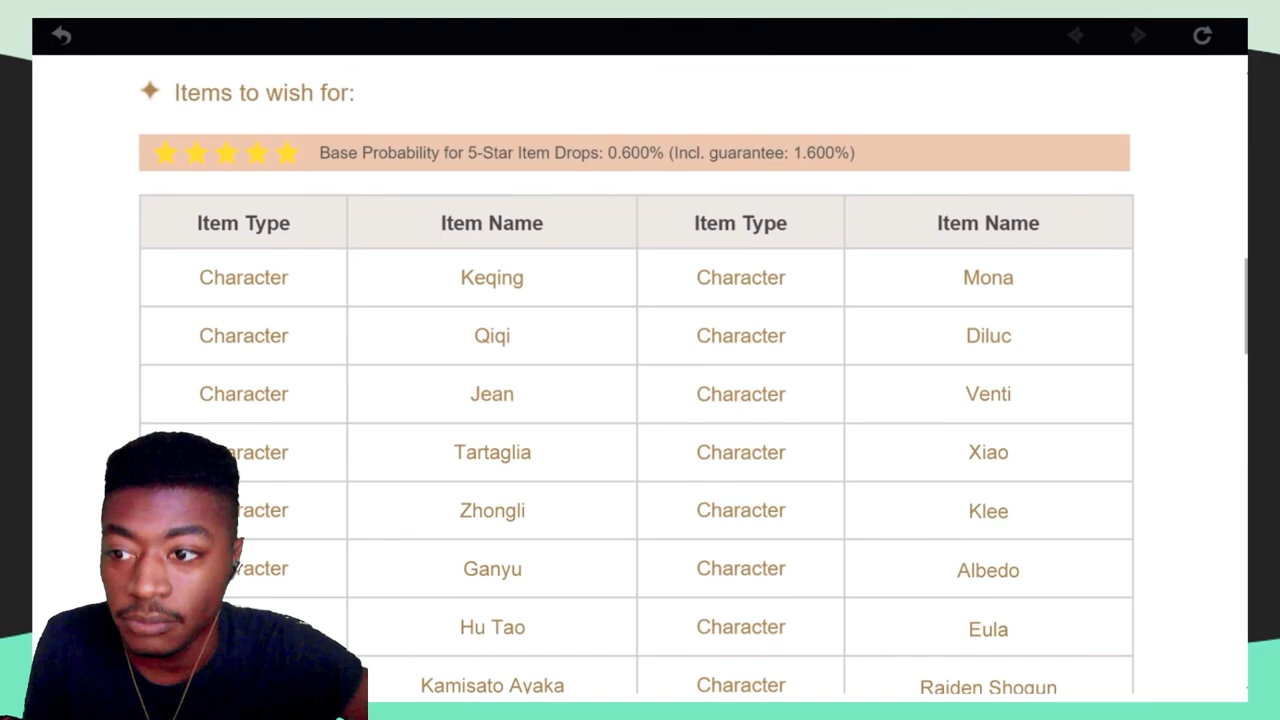 Items to wish for:
Base Probability for 5-Star Item Drops: 0.600% (Incl. guarantee: 1.600%)
Item Type Item Name Item Type Item Name
Character Keqing Character Mona
Character Qiqi Character Diluc
Character Jean Character Venti
Tartaglia Character Xiao
Zhongli Character Klee
Ganyu Character Albedo
Hu Tao Character Eula
Kamisato Ayaka Character Raiden Shogun